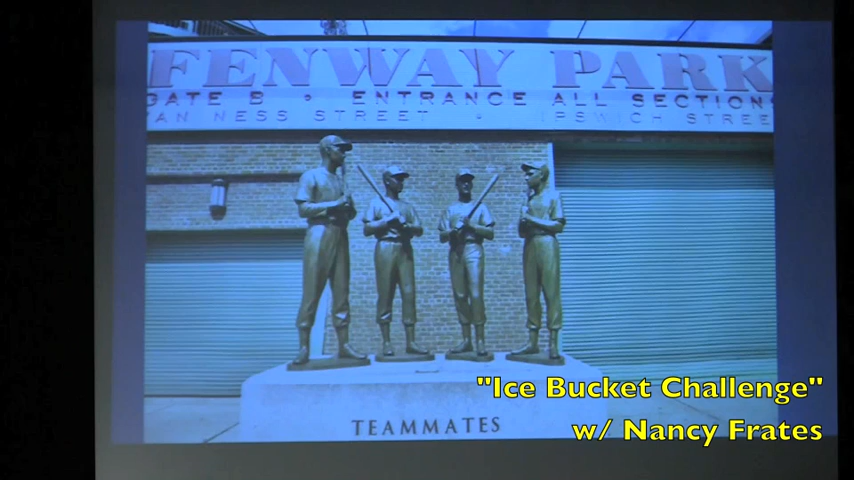 FENWAY PARK
GATE B • ENTRANCE ALL SECTIONS
VAN NESS STREET • IPSWICH STREET
TEAMMATES
"Ice Bucket Challenge"
w/ Nancy Frates